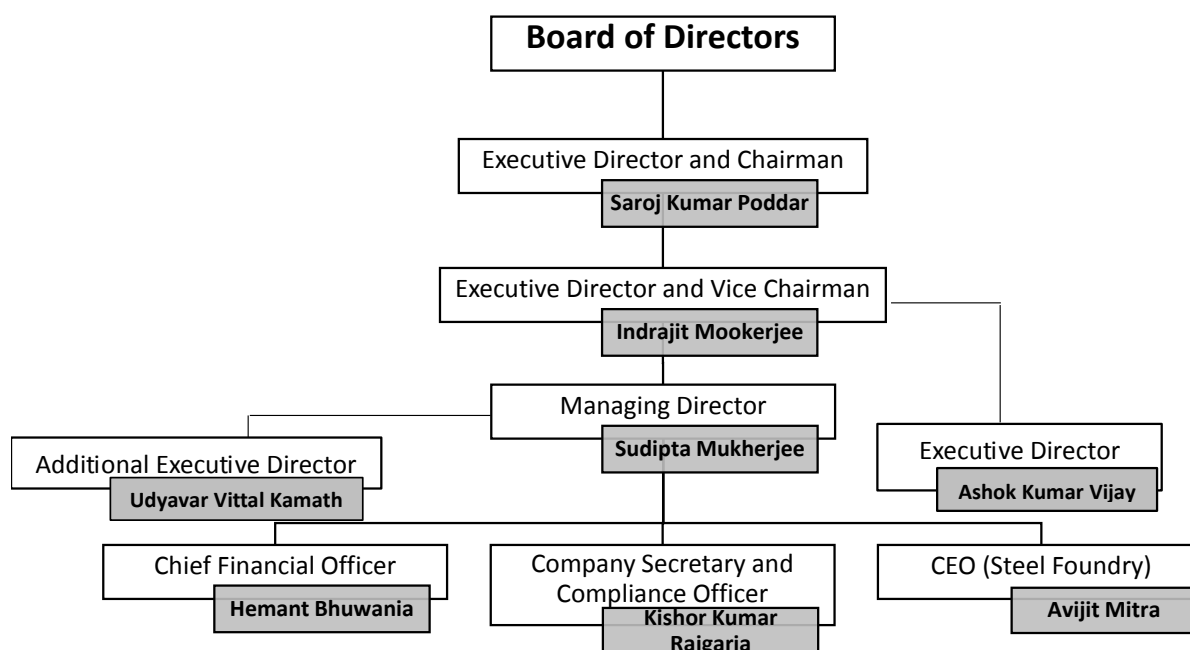 Board of Directors
Executive Director and Chairman
Saroj Kumar Poddar
Executive Director and Vice Chairman
Indrajit Mookerjee
Managing Director
Sudipta Mukherjee
Additional Executive Director
Udyavar Vittal Kamath
Executive Director
Ashok Kumar Vijay
Chief Financial Officer
Hemant Bhuwania
Company Secretary and
Compliance Officer
Kishor Kumar
Rajgaria
CEO (Steel Foundry)
Avijit Mitra